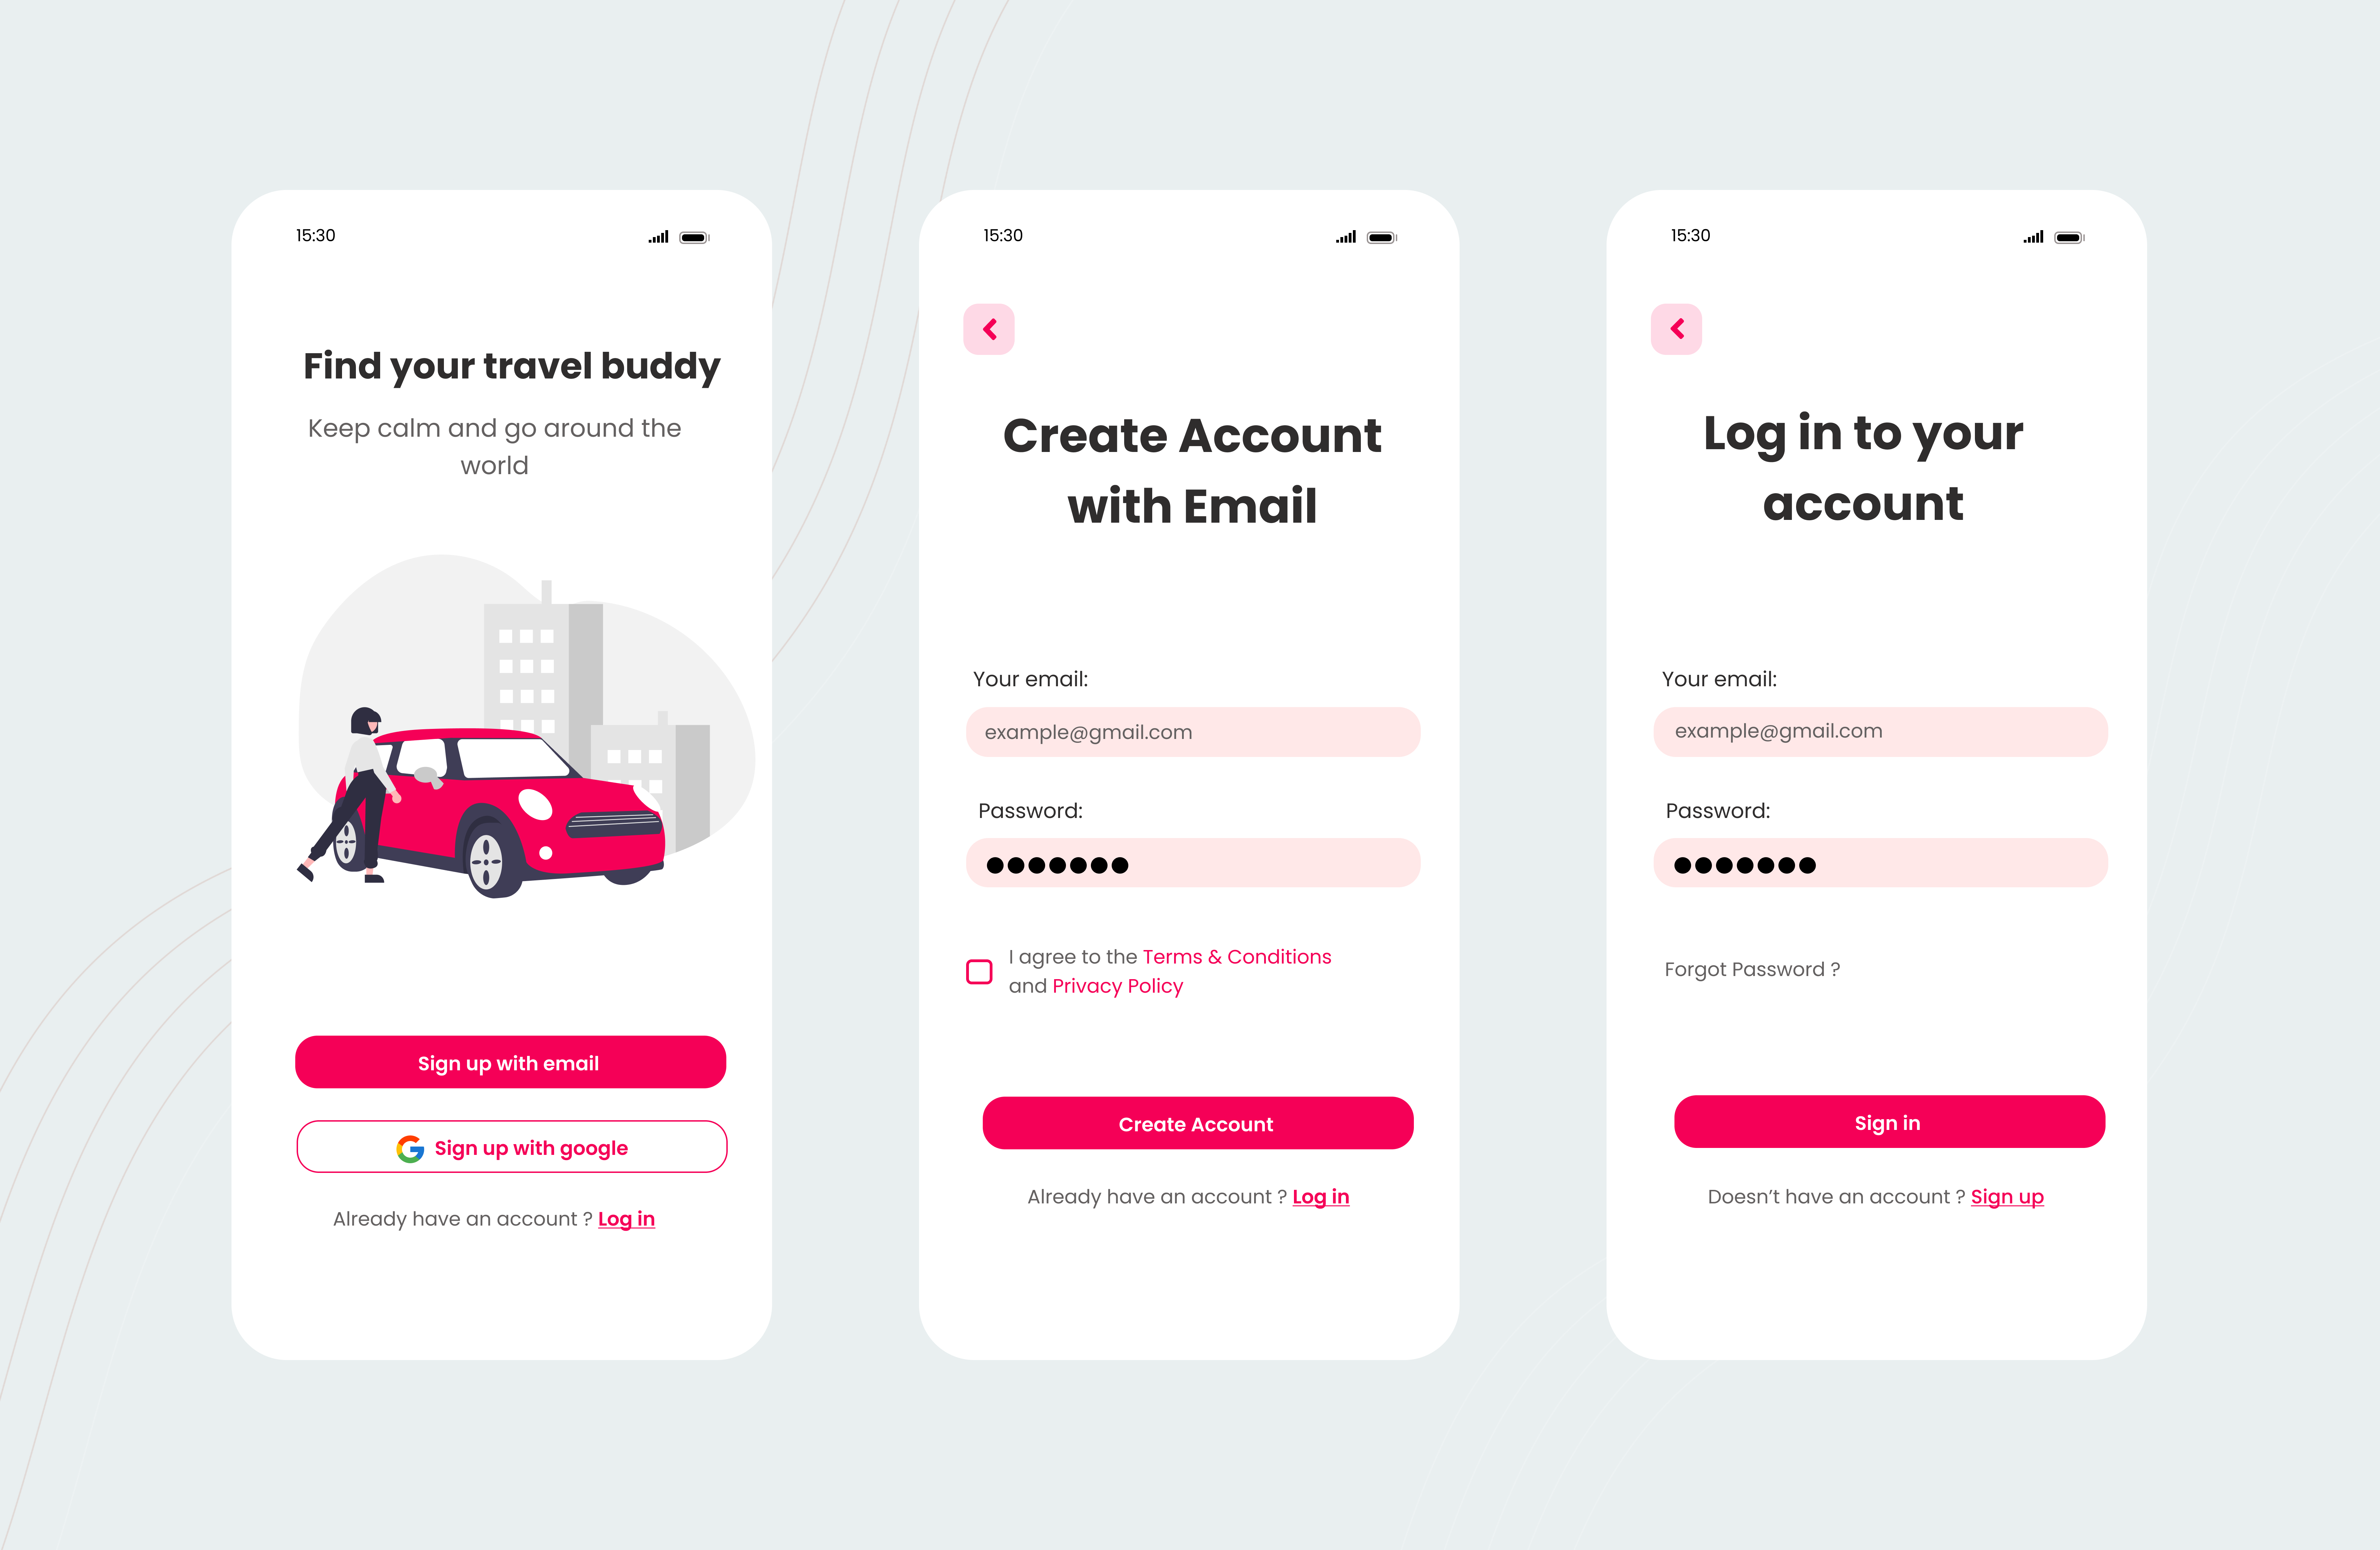 15:30
Find your travel buddy
Keep calm and go around the
world
Sign up with email
Sign up with google
Already have an account ? Log in
15:30
Create Account
with Email
Your email:
example@gmail.com
Password:
I agree to the Terms & Conditions
and Privacy Policy
Create Account
Already have an account ? Log in
15:30
Log in to your
account
Your email:
example@gmail.com
Password:
Forgot Password ?
Sign in
Doesn’t have an account ? Sign up